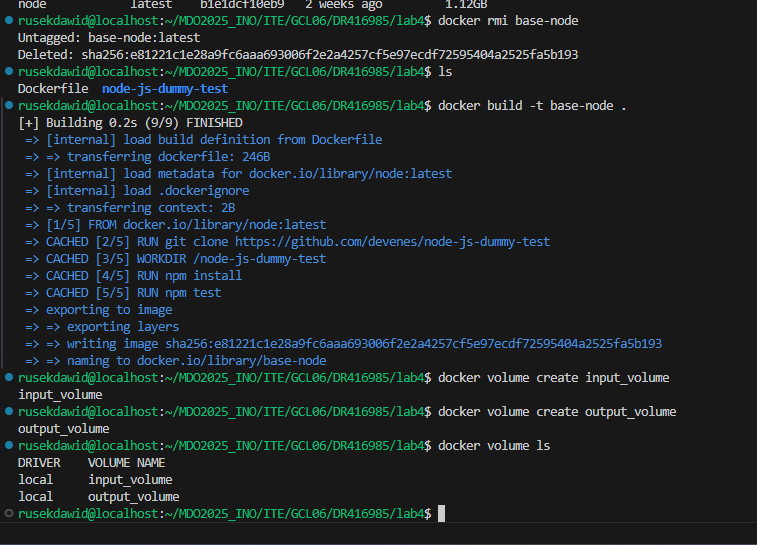 node          latest    b1e1dcf10eb9   2 weeks ago     1.12GB
rusekdawid@localhost:~/MDO2025_INO/ITE/GCL06/DR416985/lab4$ docker rmi base-node
Untagged: base-node:latest
Deleted: sha256:e81221c1e28a9fc6aaa693006f2e2a4257cf5e97ecdf72595404a2525fa5b193
rusekdawid@localhost:~/MDO2025_INO/ITE/GCL06/DR416985/lab4$ ls
Dockerfile  node-js-dummy-test
rusekdawid@localhost:~/MDO2025_INO/ITE/GCL06/DR416985/lab4$ docker build -t base-node .
[+] Building 0.2s (9/9) FINISHED
 => [internal] load build definition from Dockerfile
 => => transferring dockerfile: 246B
 => [internal] load metadata for docker.io/library/node:latest
 => [internal] load .dockerignore
 => => transferring context: 2B
 => [1/5] FROM docker.io/library/node:latest
 => CACHED [2/5] RUN git clone https://github.com/devenes/node-js-dummy-test
 => CACHED [3/5] WORKDIR /node-js-dummy-test
 => CACHED [4/5] RUN npm install
 => CACHED [5/5] RUN npm test
 => exporting to image
 => => exporting layers
 => => writing image sha256:e81221c1e28a9fc6aaa693006f2e2a4257cf5e97ecdf72595404a2525fa5b193
 => => naming to docker.io/library/base-node
rusekdawid@localhost:~/MDO2025_INO/ITE/GCL06/DR416985/lab4$ docker volume create input_volume
input_volume
rusekdawid@localhost:~/MDO2025_INO/ITE/GCL06/DR416985/lab4$ docker volume create output_volume
output_volume
rusekdawid@localhost:~/MDO2025_INO/ITE/GCL06/DR416985/lab4$ docker volume ls
DRIVER    VOLUME NAME
local     input_volume
local     output_volume
rusekdawid@localhost:~/MDO2025_INO/ITE/GCL06/DR416985/lab4$